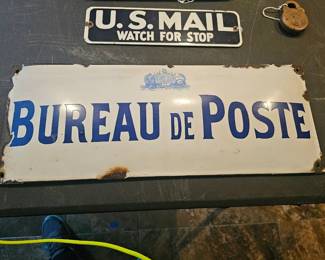 U.S. MAIL
WATCH FOR STOP
BUREAU DE POSTE